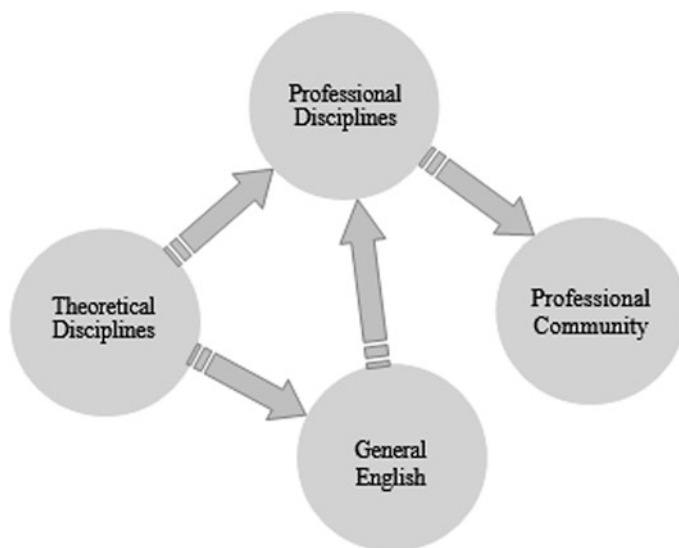 Professional
Disciplines
Theoretical
Disciplines
Professional
Community
General
English